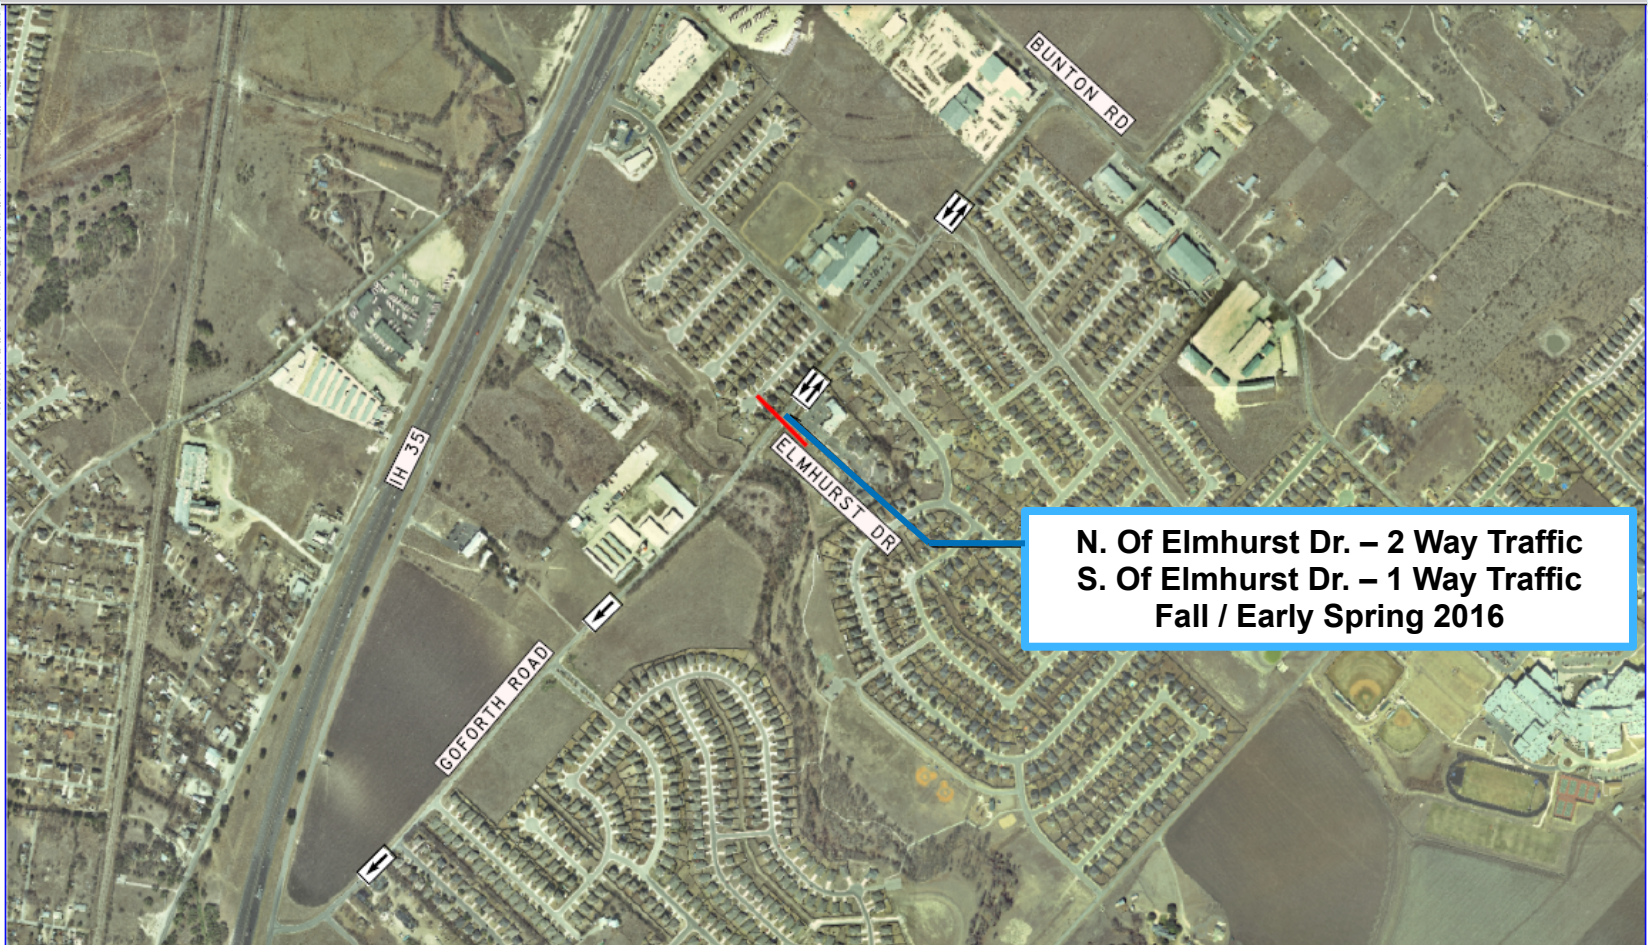 BUNTON RD
IH 35
ELMHURST DR
N. Of Elmhurst Dr. – 2 Way Traffic
S. Of Elmhurst Dr. – 1 Way Traffic
Fall / Early Spring 2016
GOFORTH ROAD